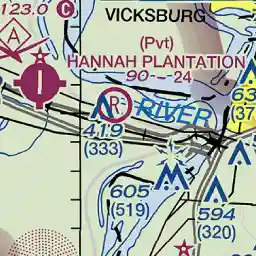 123.0 C
VICKSBURG
(Pvt)
HANNAH PLANTATION
90 - - 24
R
RIVER
419
(333)
63
(37
605
(519)
594
(320)